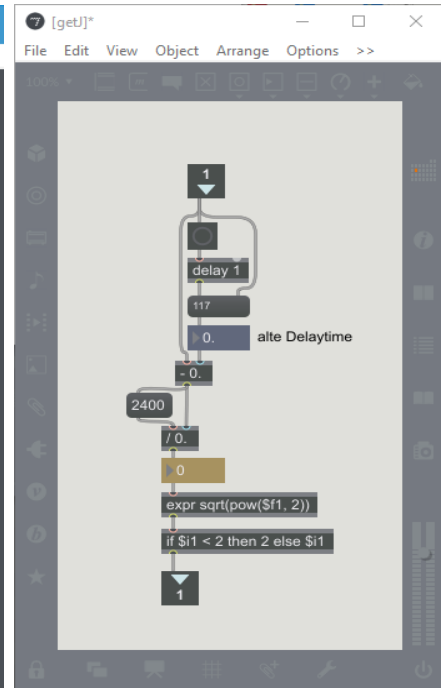 [getJ]*
File Edit View Object Arrange Options >>
100%
1
delay 1
117
0. alte Delaytime
- 0.
2400
/ 0.
0
expr sqrt(pow($f1, 2))
if $i1 < 2 then 2 else $i1
1